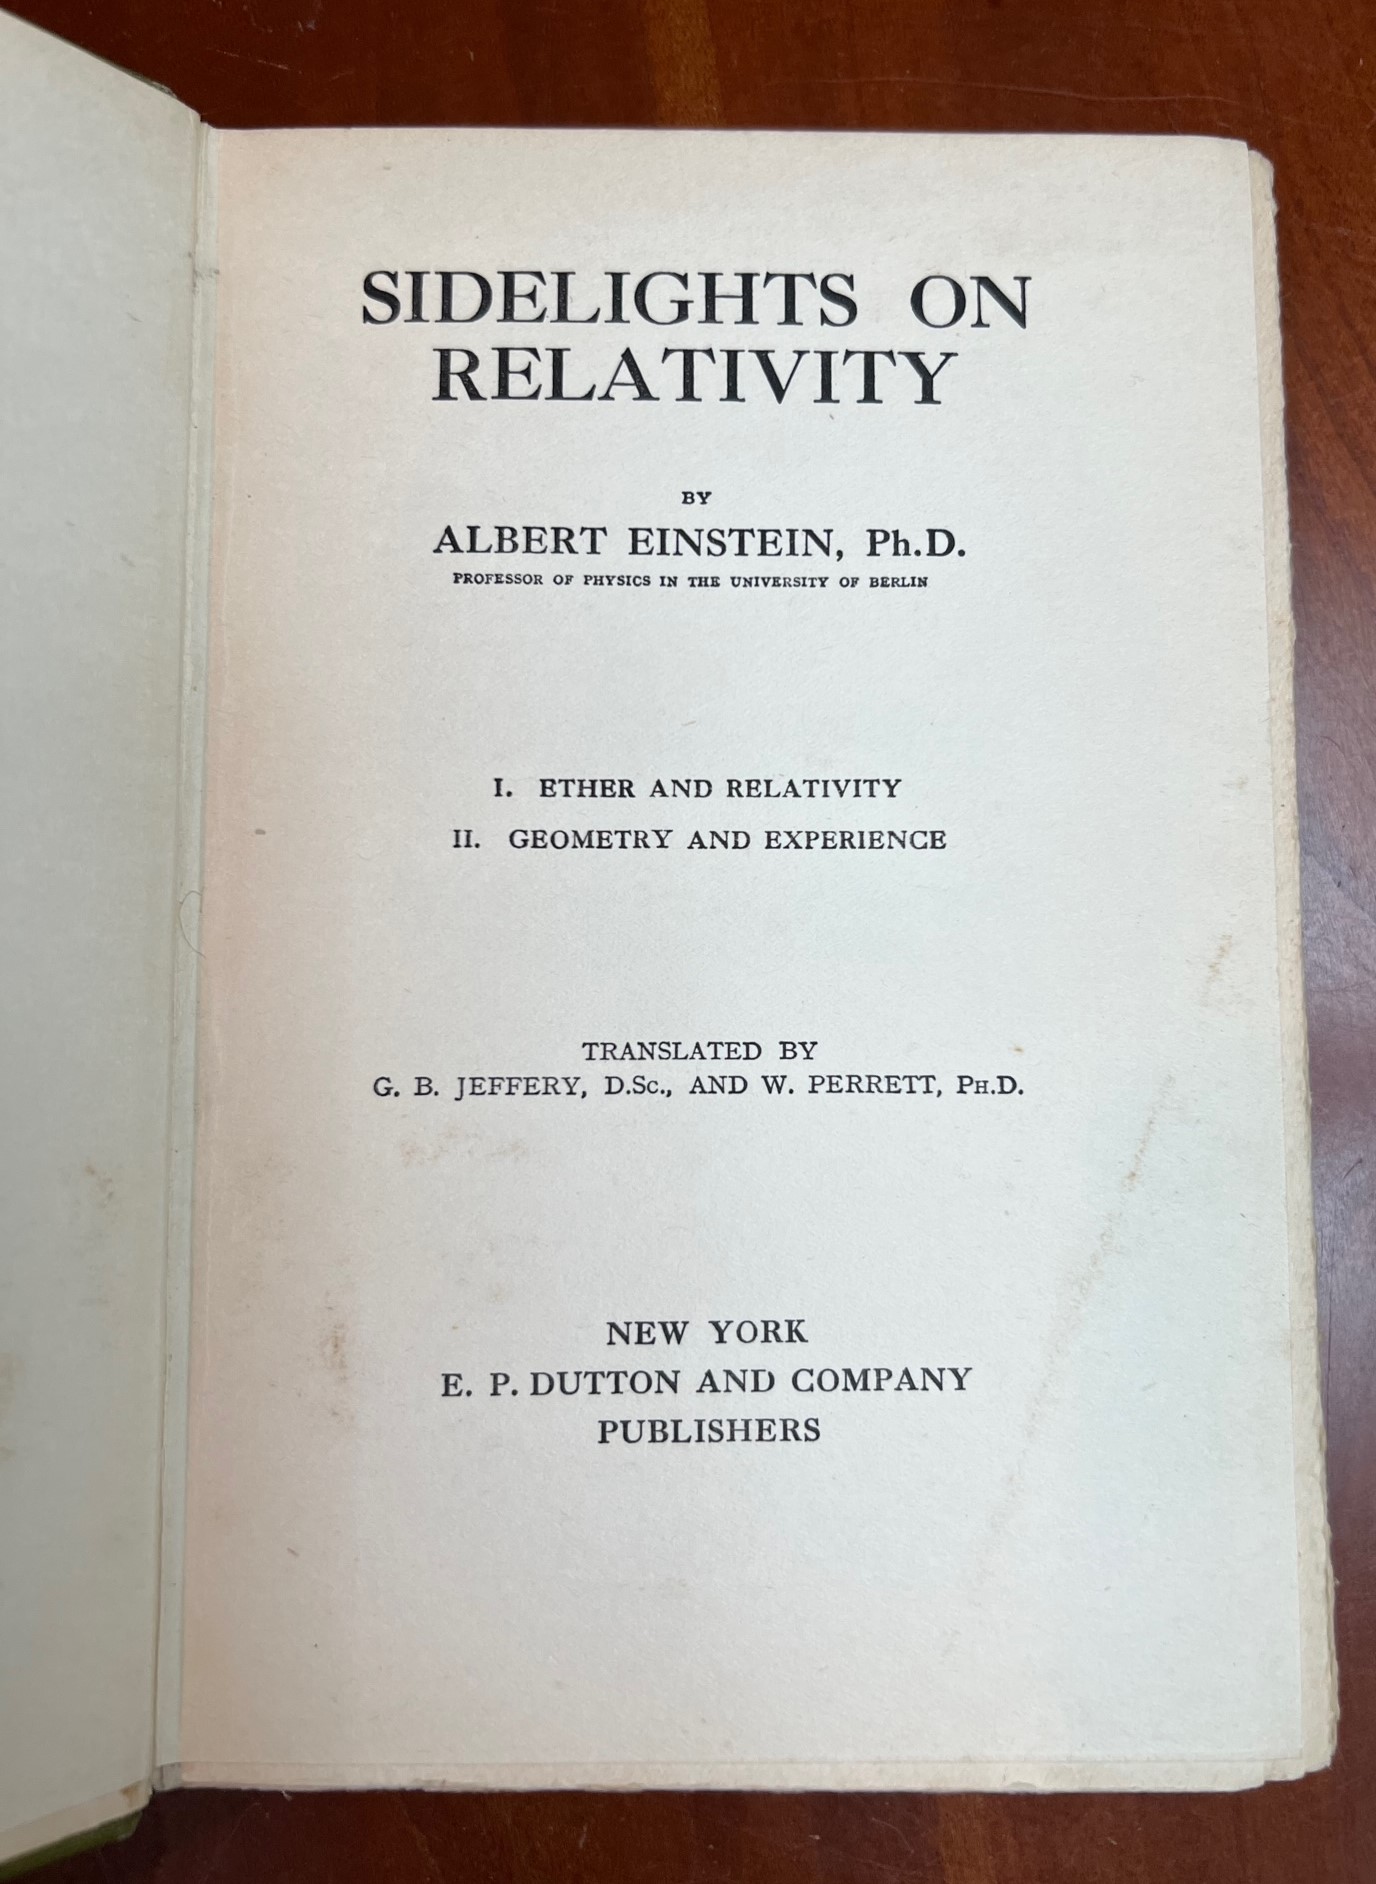 SIDELIGHTS ON
RELATIVITY
BY
ALBERT EINSTEIN, Ph.D.
PROFESSOR OF PHYSICS IN THE UNIVERSITY OF BERLIN
I. ETHER AND RELATIVITY
II. GEOMETRY AND EXPERIENCE
TRANSLATED BY
G. B. JEFFERY, D.Sc., AND W. PERRETT, Ph.D.
NEW YORK
E. P. DUTTON AND COMPANY
PUBLISHERS